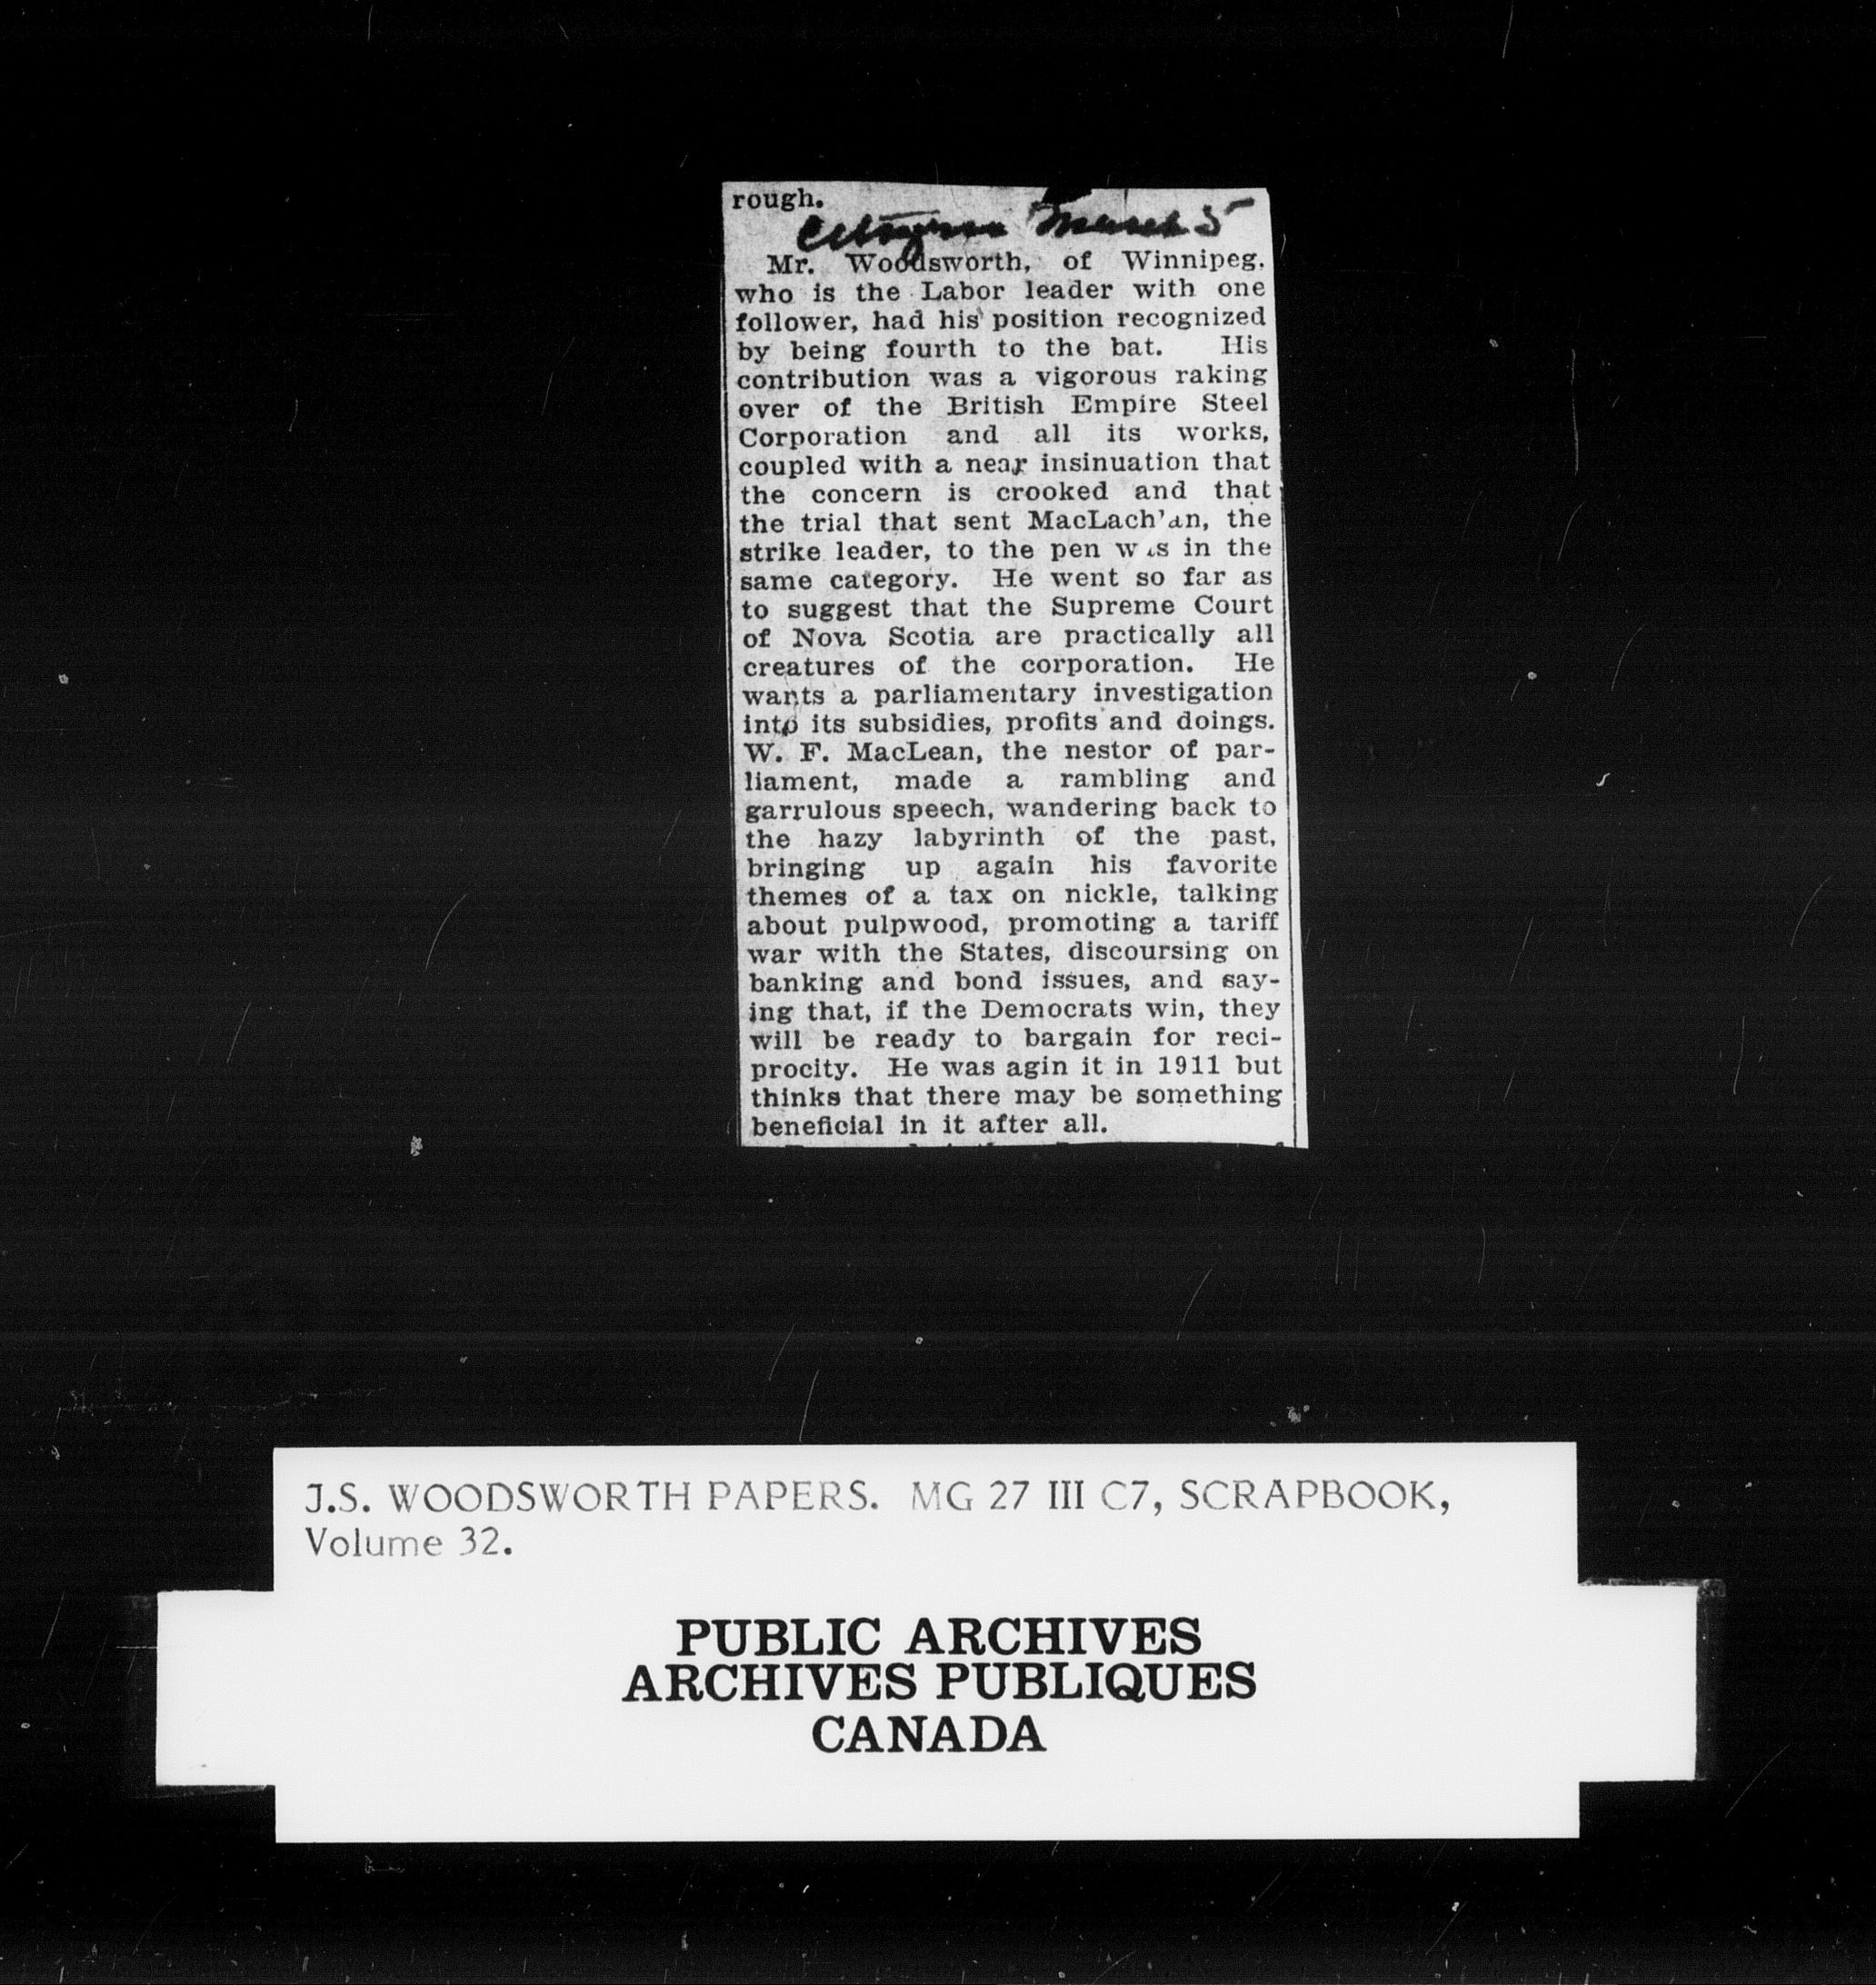 rough.
Citizen March 5
Mr. Woodsworth, of Winnipeg,
who is the Labor leader with one
follower, had his position recognized
by being fourth to the bat. His
contribution was a vigorous raking
over of the British Empire Steel
Corporation and all its works,
coupled with a near insinuation that
the concern is crooked and that
the trial that sent MacLach'an, the
strike leader, to the pen was in the
same category. He went so far as
to suggest that the Supreme Court
of Nova Scotia are practically all
creatures of the corporation. He
wants a parliamentary investigation
into its subsidies, profits and doings.
W. F. MacLean, the nestor of par-
liament, made a rambling and
garrulous speech, wandering back to
the hazy labyrinth of the past,
bringing up again his favorite
themes of a tax on nickle, talking
about pulpwood, promoting a tariff
war with the States, discoursing on
banking and bond issues, and say-
ing that, if the Democrats win, they
will be ready to bargain for reci-
procity. He was agin it in 1911 but
thinks that there may be something
beneficial in it after all.
J.S. WOODSWORTH PAPERS. MG 27 III C7, SCRAPBOOK,
Volume 32.
PUBLIC ARCHIVES
ARCHIVES PUBLIQUES
CANADA